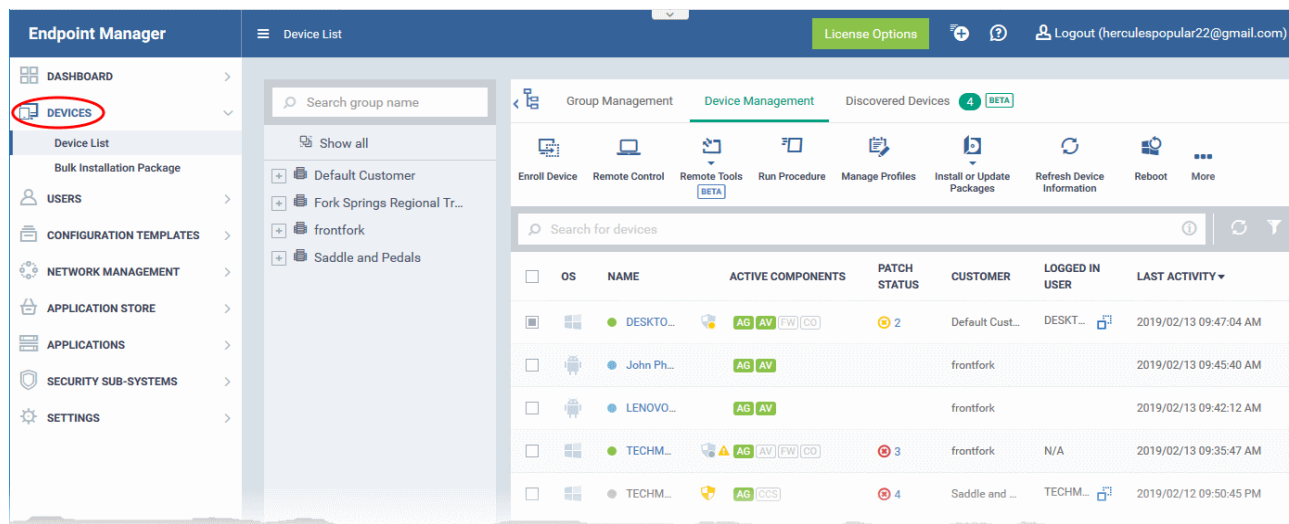 Endpoint Manager
Device List
License Options
Logout (herculespopular22@gmail.com)
DASHBOARD
DEVICES
Device List
Bulk Installation Package
USERS
CONFIGURATION TEMPLATES
NETWORK MANAGEMENT
APPLICATION STORE
APPLICATIONS
SECURITY SUB-SYSTEMS
SETTINGS
Search group name
Show all
Default Customer
Fork Springs Regional Tr...
frontfork
Saddle and Pedals
Group Management Device Management Discovered Devices 4 BETA
Enroll Device Remote Control Remote Tools BETA Run Procedure Manage Profiles Install or Update Packages Refresh Device Information Reboot More
Search for devices
OS NAME ACTIVE COMPONENTS PATCH STATUS CUSTOMER LOGGED IN USER LAST ACTIVITY
DESKTO... AG AV FW CO 2 Default Cust... DESKT... 2019/02/13 09:47:04 AM
John Ph... AG AV frontfork 2019/02/13 09:45:40 AM
LENOVO... AG AV frontfork 2019/02/13 09:42:12 AM
TECHM... AG AV FW CO 3 frontfork N/A 2019/02/13 09:35:47 AM
TECHM... AG CCS 4 Saddle and ... TECHM... 2019/02/12 09:50:45 PM